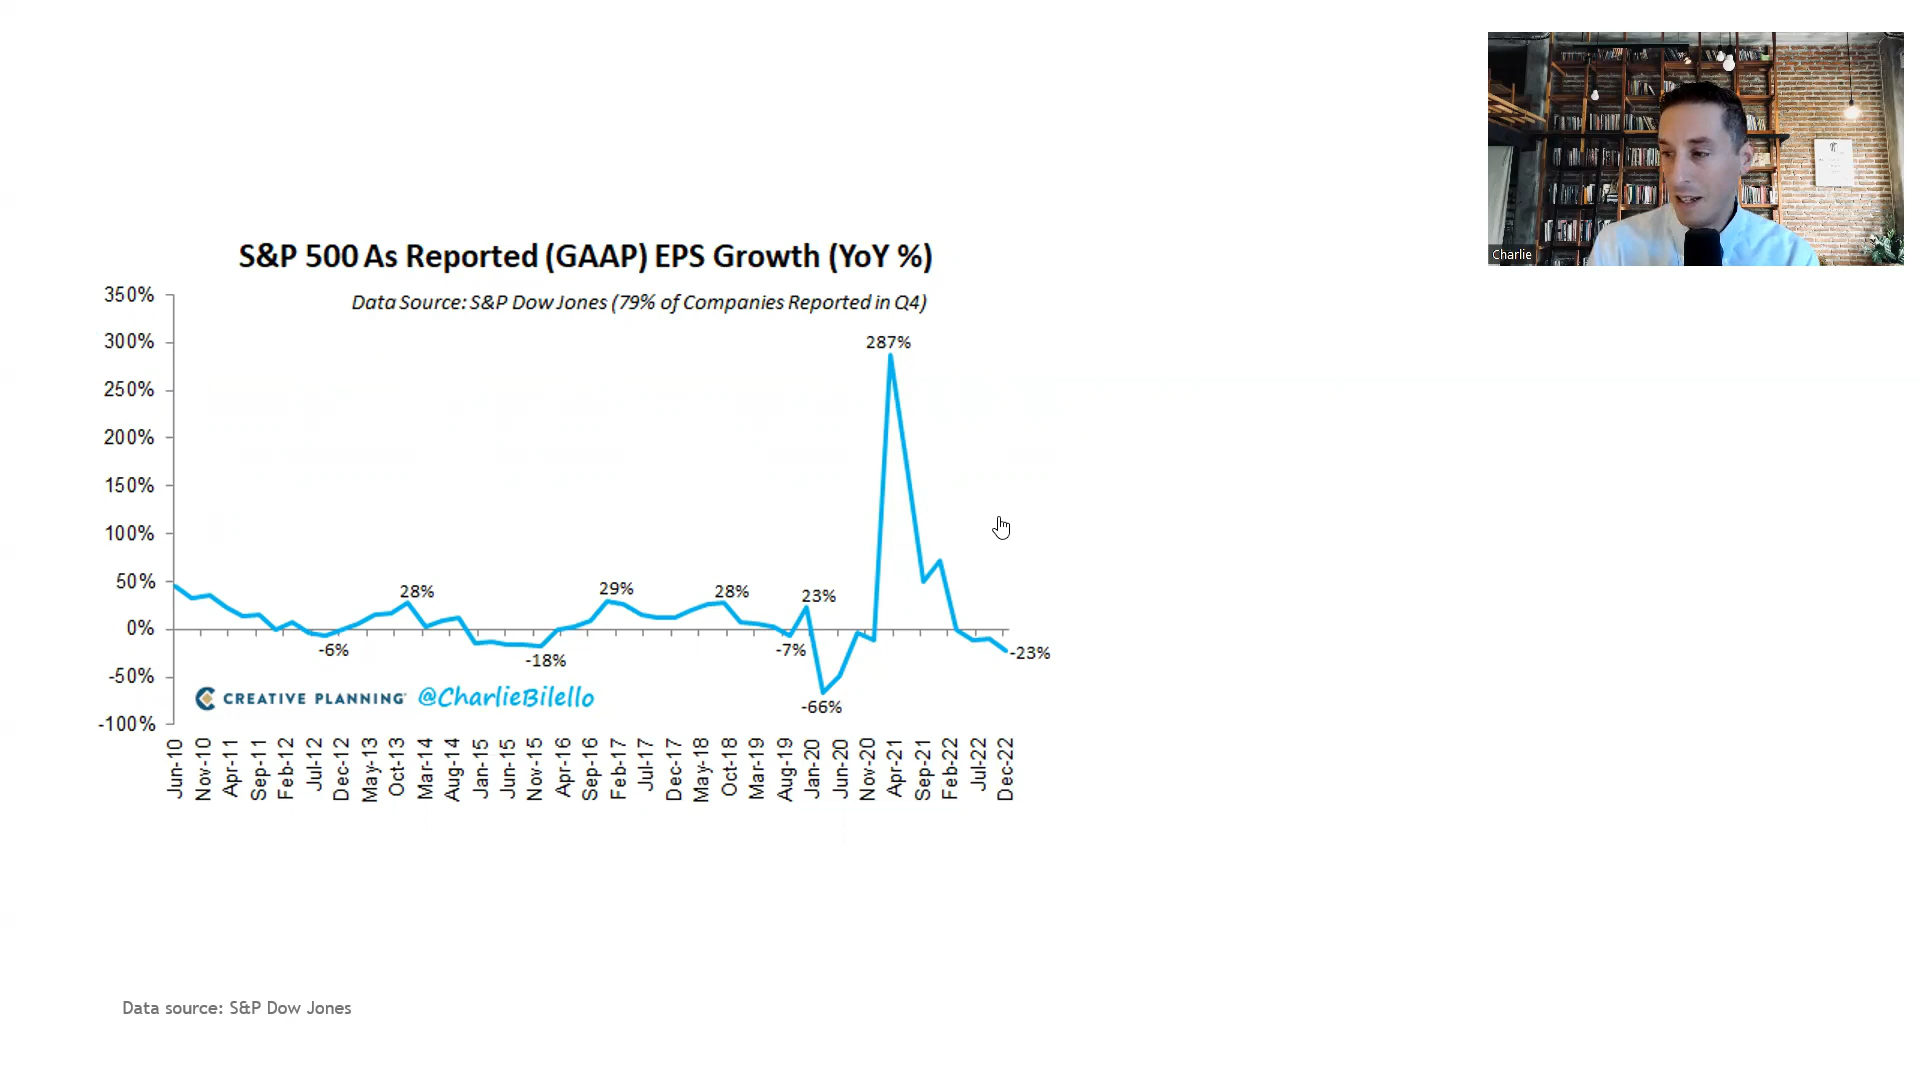 S&P 500 As Reported (GAAP) EPS Growth (YoY %)
Data Source: S&P Dow Jones (79% of Companies Reported in Q4)
350%
300%
250%
200%
150%
100%
50%
0%
-50%
-100%
28%
-6%
-18%
29%
28%
-7%
23%
-66%
287%
-23%
CREATIVE PLANNING @CharlieBilello
Jun-10
Nov-10
Apr-11
Sep-11
Feb-12
Jul-12
Dec-12
May-13
Oct-13
Mar-14
Aug-14
Jan-15
Jun-15
Nov-15
Apr-16
Sep-16
Feb-17
Jul-17
Dec-17
May-18
Oct-18
Mar-19
Aug-19
Jan-20
Jun-20
Nov-20
Apr-21
Sep-21
Feb-22
Jul-22
Dec-22
Data source: S&P Dow Jones
Charlie